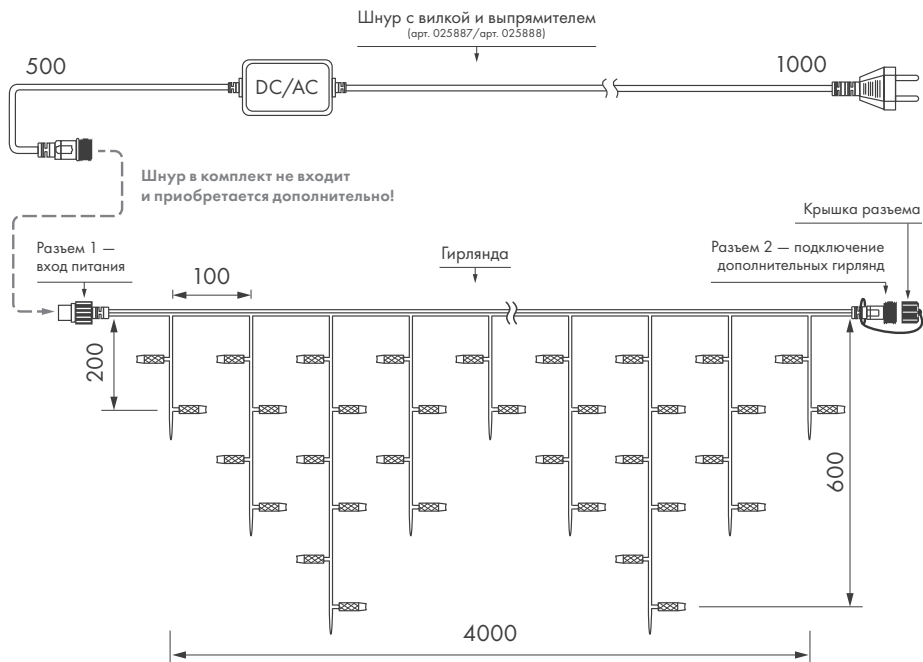 Шнур с вилкой и выпрямителем
(арт. 025887/арт. 025888)
500
DC/AC
1000
Шнур в комплект не входит
и приобретается дополнительно!
Крышка разъема
Разъем 1 —
вход питания
Гирлянда
Разъем 2 — подключение
дополнительных гирлянд
100
200
600
4000